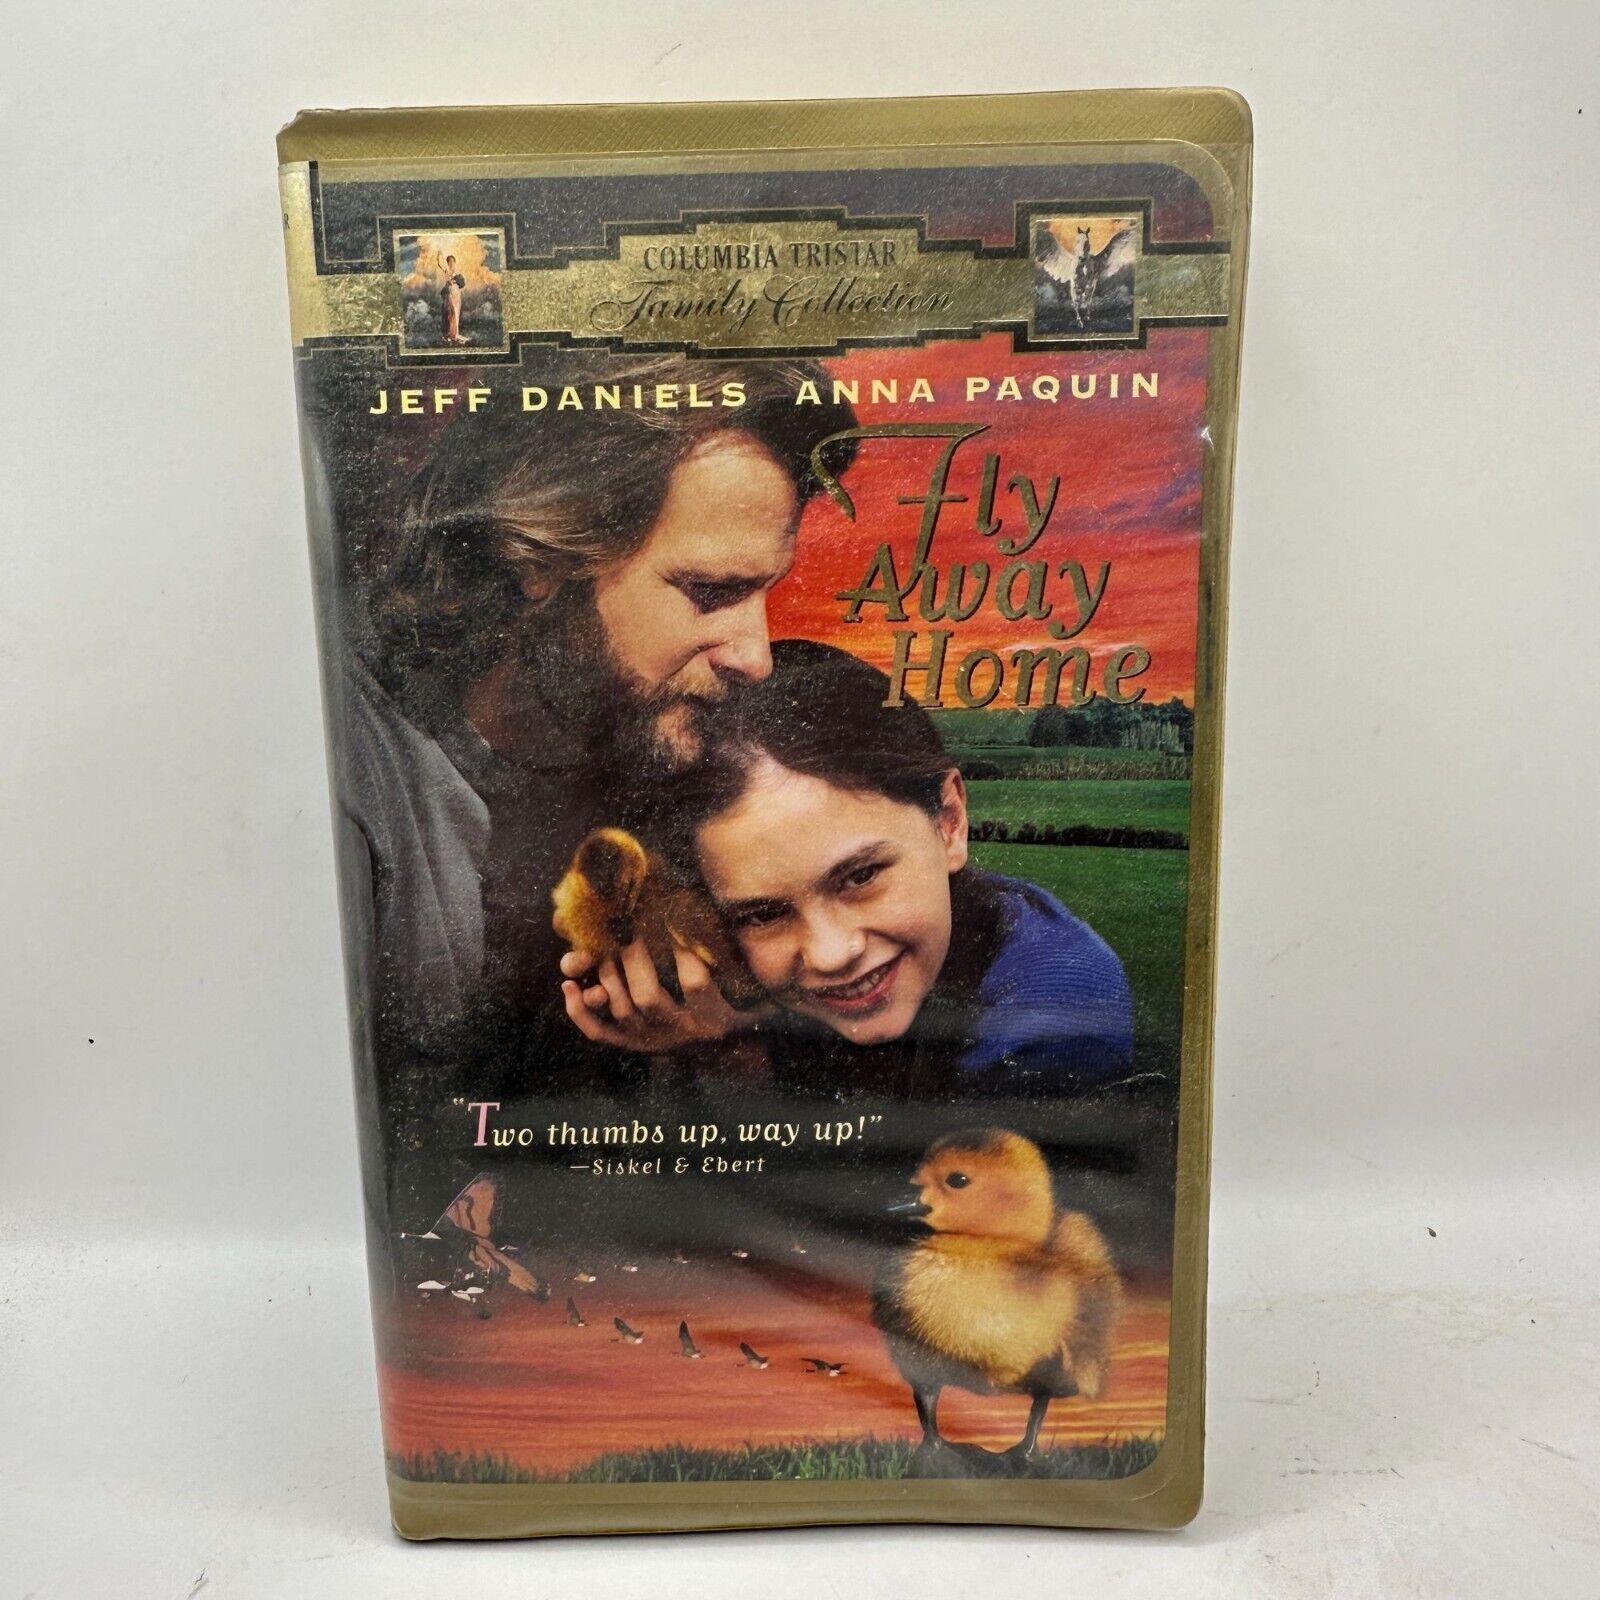 COLUMBIA TRISTAR
Family Collection
JEFF DANIELS ANNA PAQUIN
Fly
Away
Home
"Two thumbs up, way up!"
—Siskel & Ebert